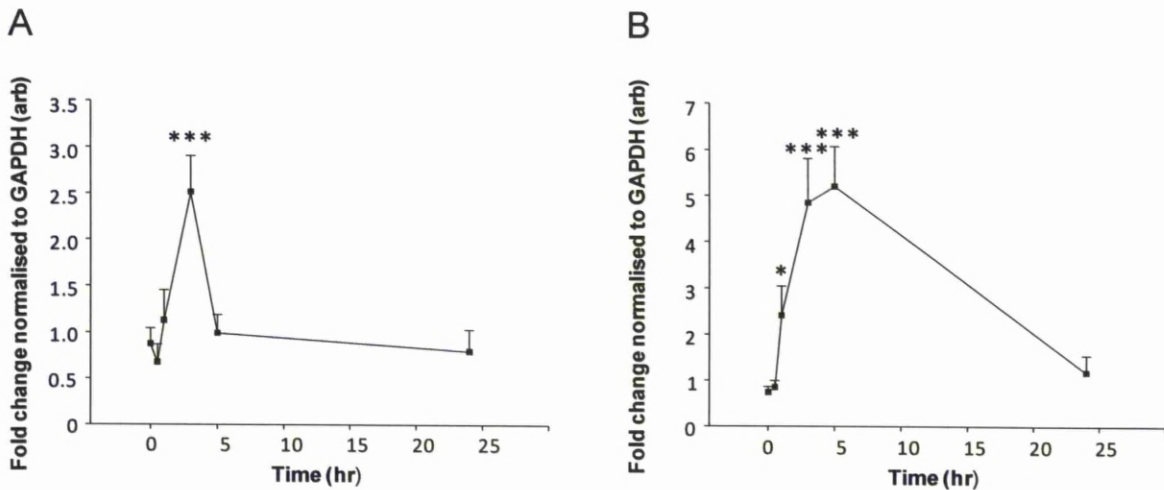 A
Fold change normalised to GAPDH (arb)
3.5
3.0
2.5
2.0
1.5
1.0
0.5
0
***
0 5 10 15 20 25
Time (hr)
B
Fold change normalised to GAPDH (arb)
7
6
5
4
3
2
1
0
***
***
*
0 5 10 15 20 25
Time (hr)